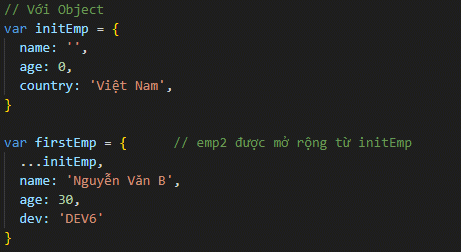 // Với Object
var initEmp = {
  name: '',
  age: 0,
  country: 'Việt Nam',
}
var firstEmp = {      // emp2 được mở rộng từ initEmp
  ...initEmp,
  name: 'Nguyễn Văn B',
  age: 30,
  dev: 'DEV6'
}